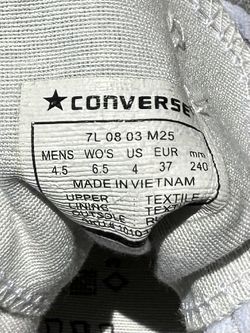 ★CONVERSE
7L 08 03 M25
MENS WO'S US EUR mm
4.5 6.5 4 37 240
MADE IN VIETNAM
UPPER TEXTILE
LINING TEXTILE
OUTSOLE